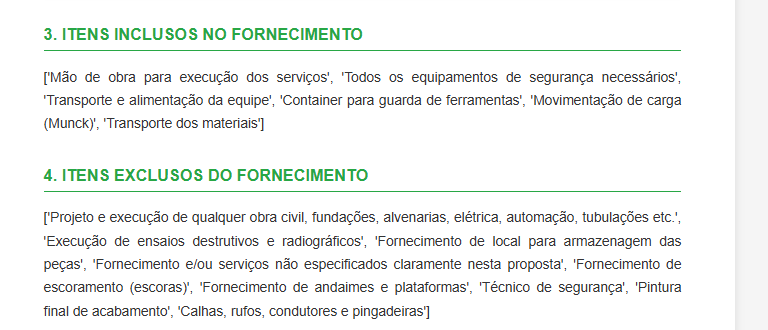 3. ITENS INCLUSOS NO FORNECIMENTO
['Mão de obra para execução dos serviços', 'Todos os equipamentos de segurança necessários',
'Transporte e alimentação da equipe', 'Container para guarda de ferramentas', 'Movimentação de carga
(Munck)', 'Transporte dos materiais']
4. ITENS EXCLUSOS DO FORNECIMENTO
['Projeto e execução de qualquer obra civil, fundações, alvenarias, elétrica, automação, tubulações etc.',
'Execução de ensaios destrutivos e radiográficos', 'Fornecimento de local para armazenagem das
peças', 'Fornecimento e/ou serviços não especificados claramente nesta proposta', 'Fornecimento de
escoramento (escoras)', 'Fornecimento de andaimes e plataformas', 'Técnico de segurança', 'Pintura
final de acabamento', 'Calhas, rufos, condutores e pingadeiras']